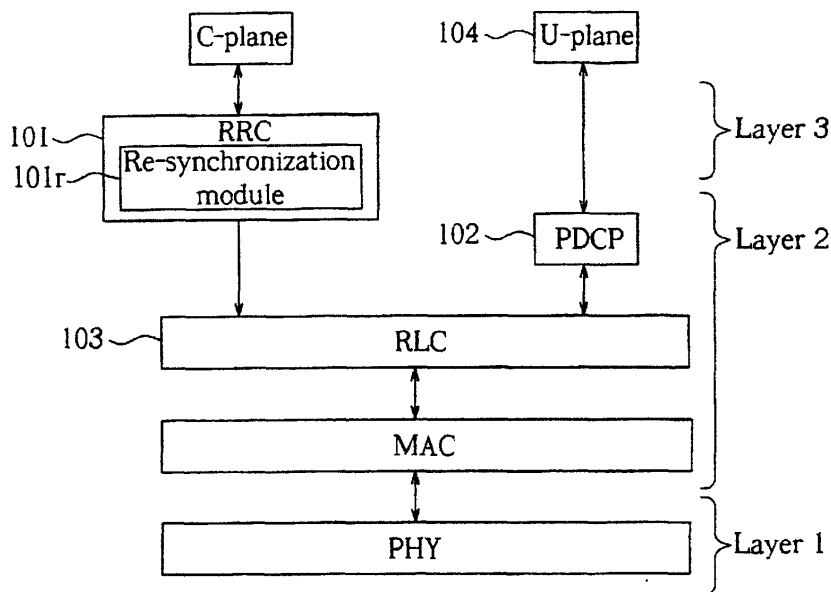 C-plane
104
U-plane
101
RRC
Layer 3
101r
Re-synchronization
module
102
PDCP
Layer 2
103
RLC
MAC
PHY
Layer 1